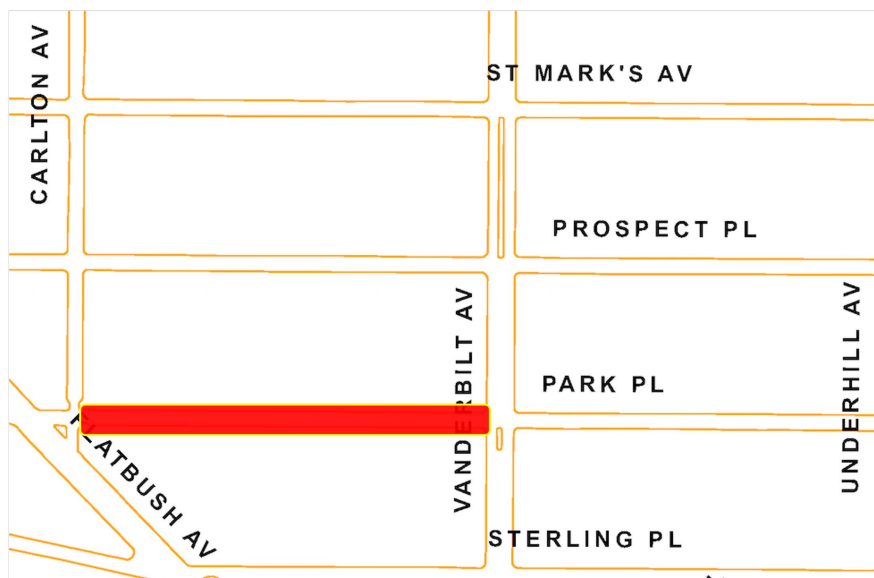 CARLTON AV
ST MARK'S AV
PROSPECT PL
VANDERBILT AV
UNDERHILL AV
PARK PL
FLATBUSH AV
STERLING PL